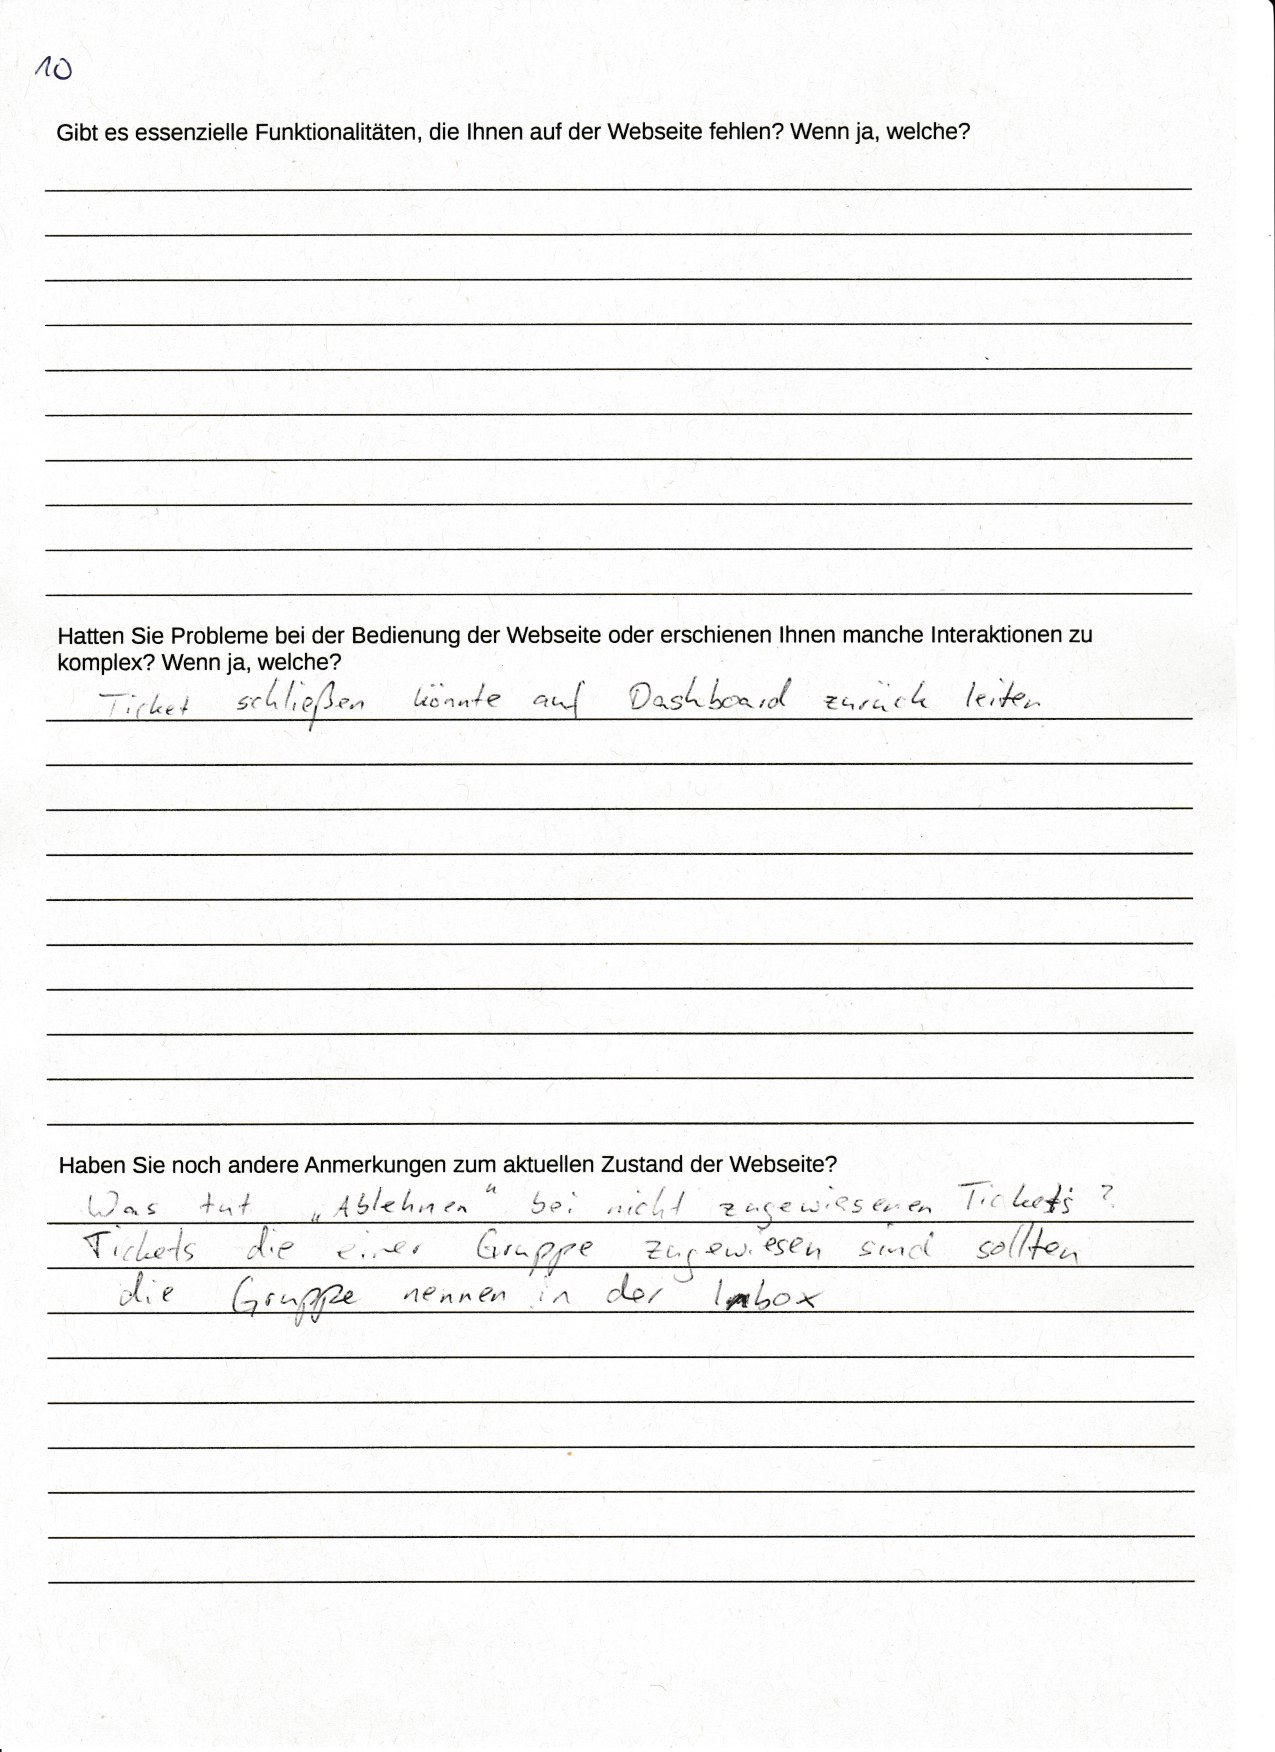 10
Gibt es essenzielle Funktionalitäten, die Ihnen auf der Webseite fehlen? Wenn ja, welche?
Hatten Sie Probleme bei der Bedienung der Webseite oder erschienen Ihnen manche Interaktionen zu
komplex? Wenn ja, welche?
Ticket schließen könnte auf Dashboard zurück leiten
Haben Sie noch andere Anmerkungen zum aktuellen Zustand der Webseite?
Was tut „Ablehnen“ bei nicht zugewiesenen Tickets?
Tickets die einer Gruppe zugewiesen sind sollten
die Gruppe nennen in der Inbox